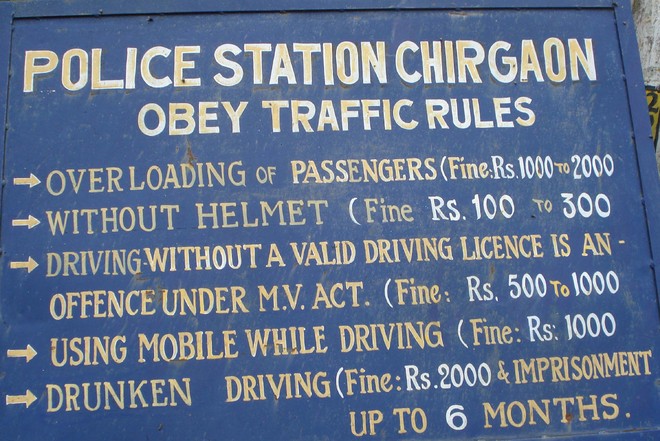 POLICE STATION CHIRGAON
OBEY TRAFFIC RULES
→ OVERLOADING OF PASSENGERS (Fine: Rs. 1000 TO 2000
→ WITHOUT HELMET (Fine Rs. 100 TO 300
→ DRIVING-WITHOUT A VALID DRIVING LICENCE IS AN -
OFFENCE UNDER M.V. ACT. (Fine: Rs. 500 TO 1000
→ USING MOBILE WHILE DRIVING (Fine: Rs: 1000
→ DRUNKEN DRIVING (Fine: Rs. 2000 & IMPRISONMENT
UP TO 6 MONTHS.